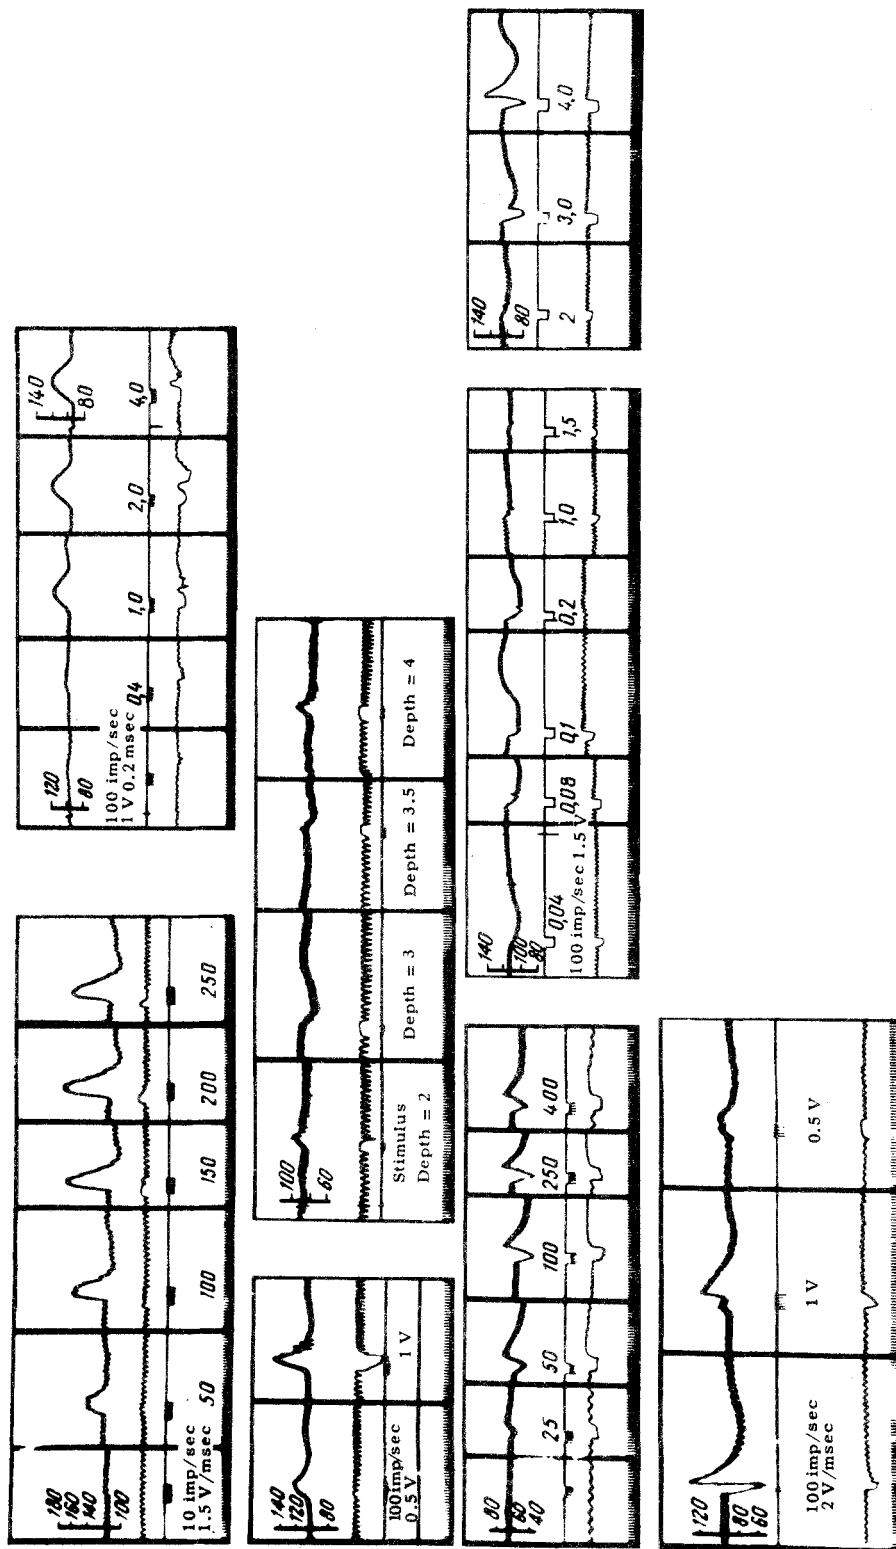 180
160
140
100
10 imp/sec
1.5 V/msec
50
100
150
200
250
120
80
100 imp/sec
1 V 0.2 msec
0,4
1,0
2,0
4,0
140
80
140
120
80
100 imp/sec
0.5 V
1 V
100
60
Stimulus
Depth = 2
Depth = 3
Depth = 3.5
Depth = 4
80
60
40
25
50
100
250
400
140
100
80
0,04
100 imp/sec 1.5 V
0,08
0,1
0,2
1,0
1,5
140
80
2
3,0
4,0
120
80
60
100 imp/sec
2 V/msec
1 V
0.5 V